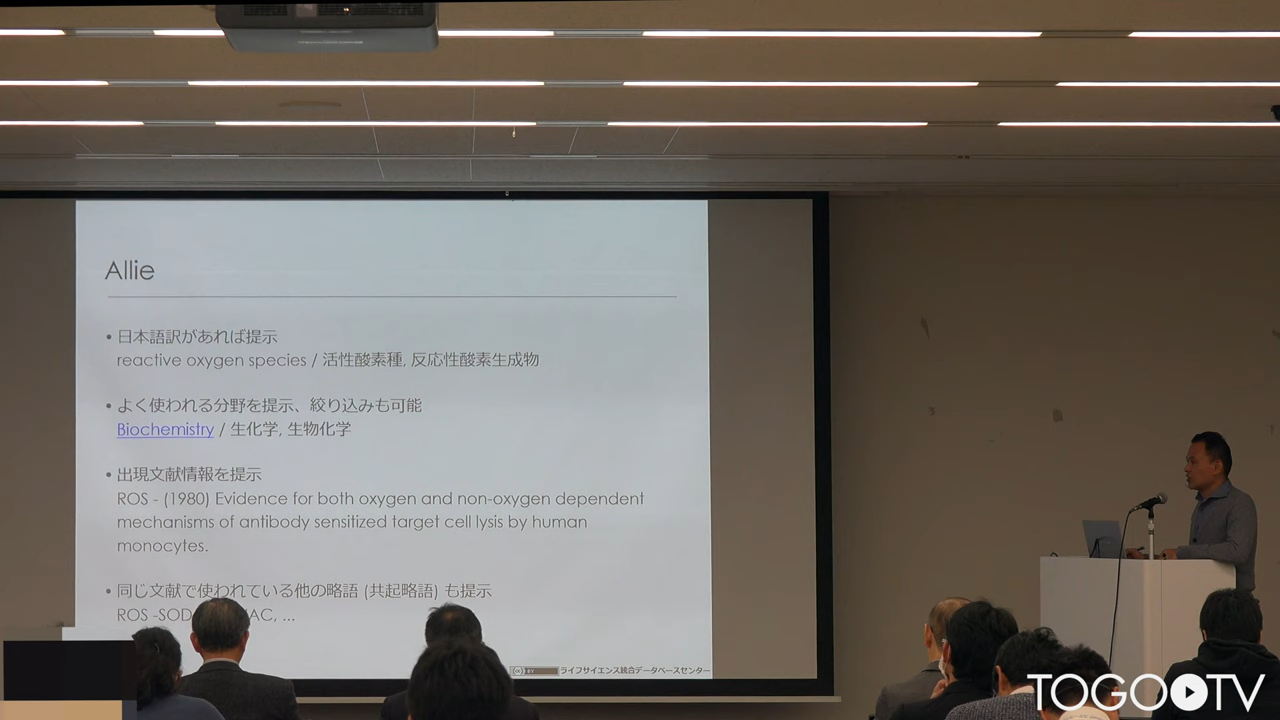 Allie
• 日本語訳があれば提示
reactive oxygen species / 活性酸素種, 反応性酸素生成物
• よく使われる分野を提示、絞り込みも可能
Biochemistry / 生化学, 生物化学
• 出現文献情報を提示
ROS - (1980) Evidence for both oxygen and non-oxygen dependent
mechanisms of antibody sensitized target cell lysis by human
monocytes.
• 同じ文献で使われている他の略語 (共起略語) も提示
ROS -SOD AC, ...
ライフサイエンス統合データベースセンター
TOGO TV